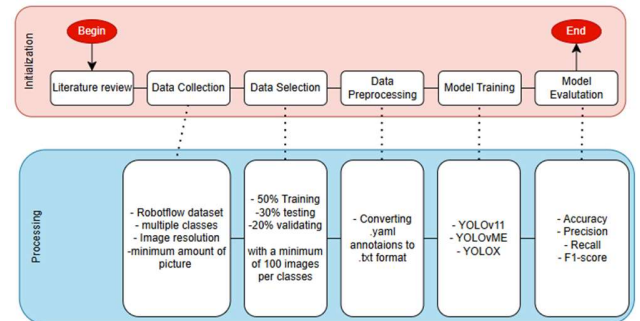 Begin
End
Initialization
Literature review
Data Collection
Data Selection
Data
Preprocessing
Model Training
Model
Evalutation
Processing
- Robotflow dataset
- multiple classes
- Image resolution
-minimum amount of
picture
- 50% Training
-30% testing
-20% validating
with a minimum
of 100 images
per classes
- Converting
.yaml
annotaions to
.txt format
- YOLOv11
- YOLOvME
- YOLOX
- Accuracy
- Precision
- Recall
- F1-score